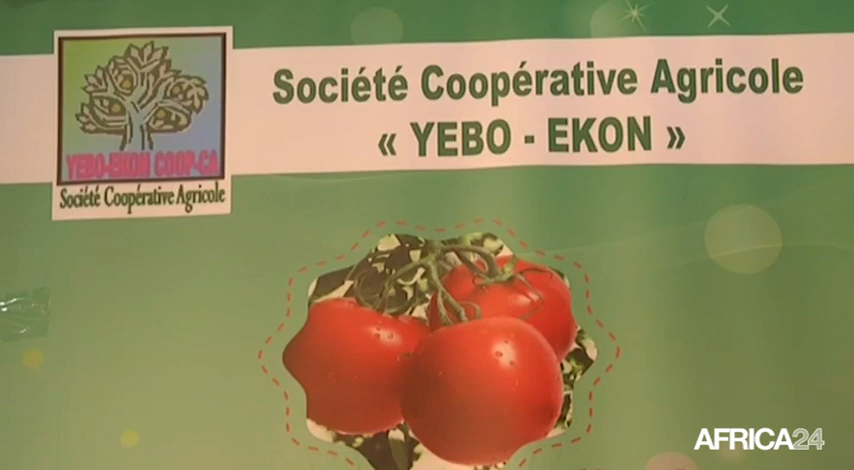 Société Coopérative Agricole
« YEBO - EKON »
YEBO-EKON COOP-CA
Société Coopérative Agricole
AFRICA24